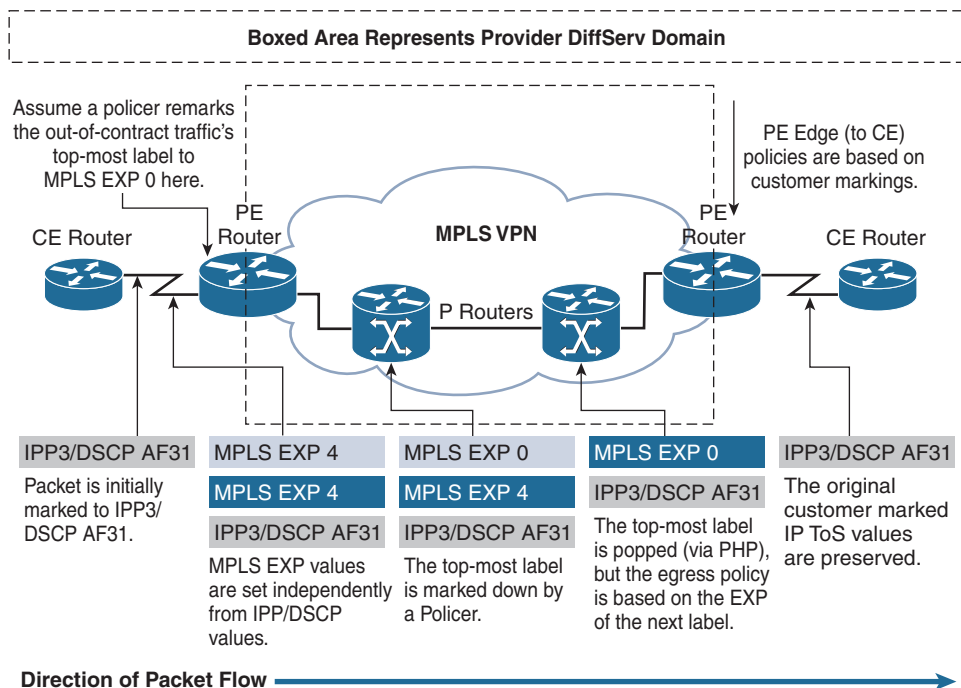 Boxed Area Represents Provider DiffServ Domain
Assume a policer remarks
the out-of-contract traffic's
top-most label to
MPLS EXP 0 here.
PE Edge (to CE)
policies are based on
customer markings.
CE Router
PE
Router
MPLS VPN
PE
Router
CE Router
P Routers
IPP3/DSCP AF31
Packet is initially
marked to IPP3/
DSCP AF31.
MPLS EXP 4
MPLS EXP 4
IPP3/DSCP AF31
MPLS EXP values
are set independently
from IPP/DSCP
values.
MPLS EXP 0
MPLS EXP 4
IPP3/DSCP AF31
The top-most label
is marked down by
a Policer.
MPLS EXP 0
IPP3/DSCP AF31
The top-most label
is popped (via PHP),
but the egress policy
is based on the EXP
of the next label.
IPP3/DSCP AF31
The original
customer marked
IP ToS values
are preserved.
Direction of Packet Flow